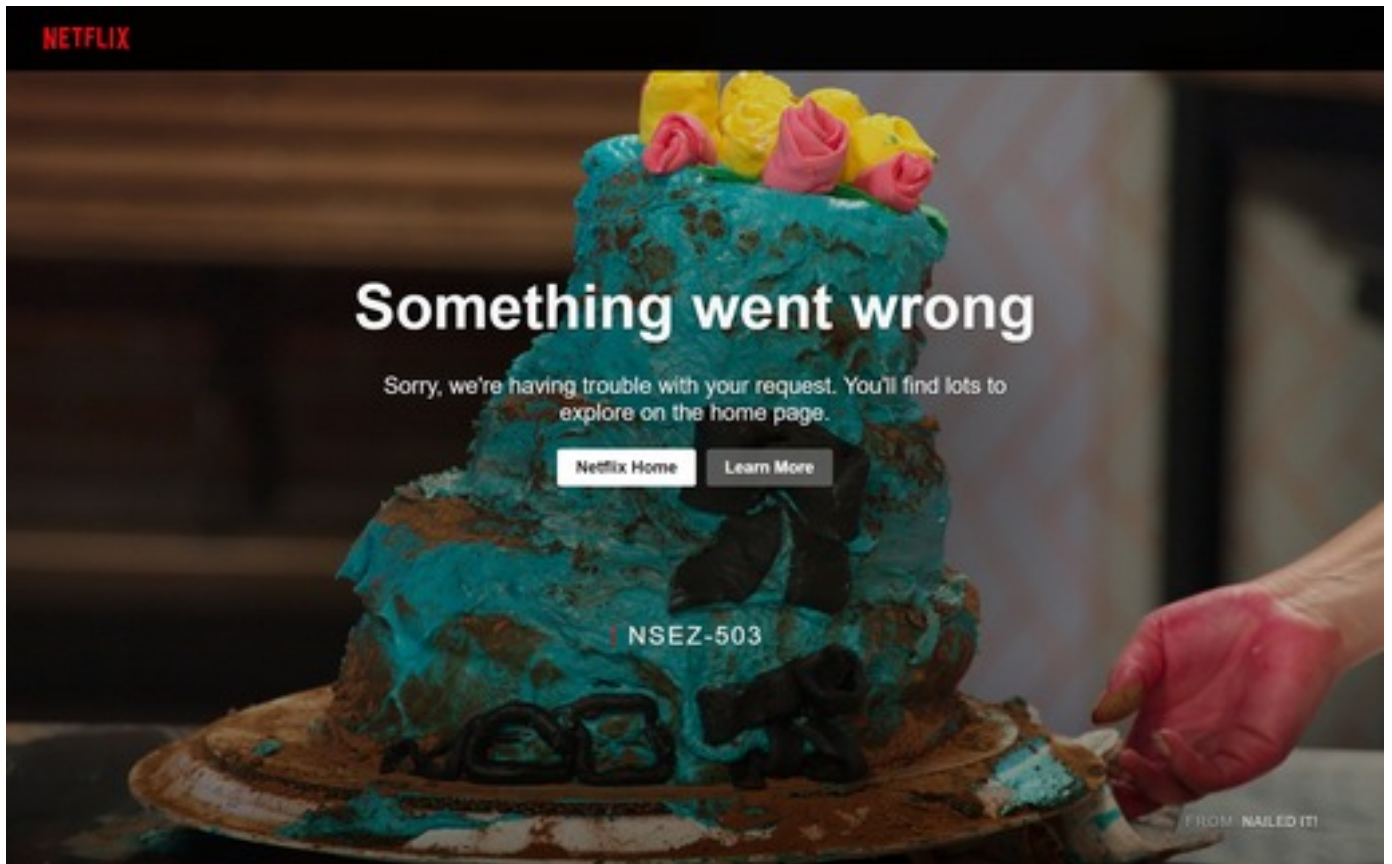 NETFLIX
Something went wrong
Sorry, we're having trouble with your request. You'll find lots to
explore on the home page.
Netflix Home
Learn More
NSEZ-503
FROM NAILED IT!